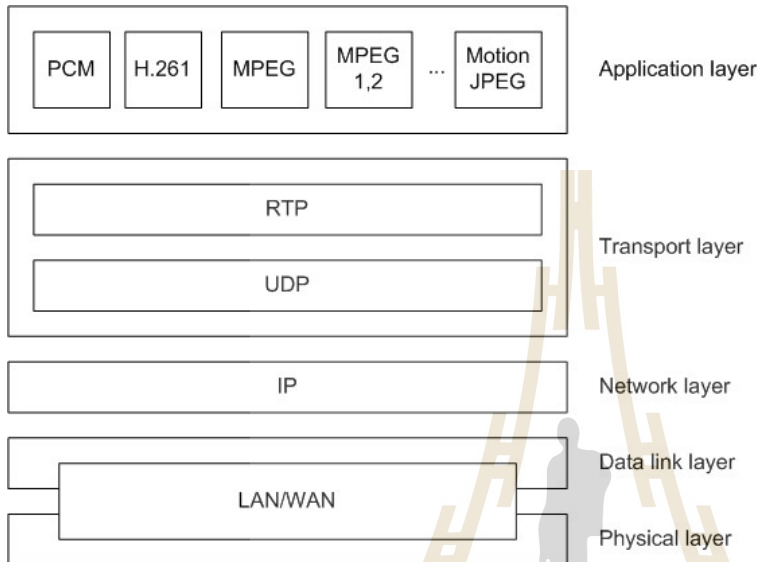 PCM
H.261
MPEG
MPEG
1,2
...
Motion
JPEG
Application layer
RTP
UDP
Transport layer
IP
Network layer
Data link layer
LAN/WAN
Physical layer